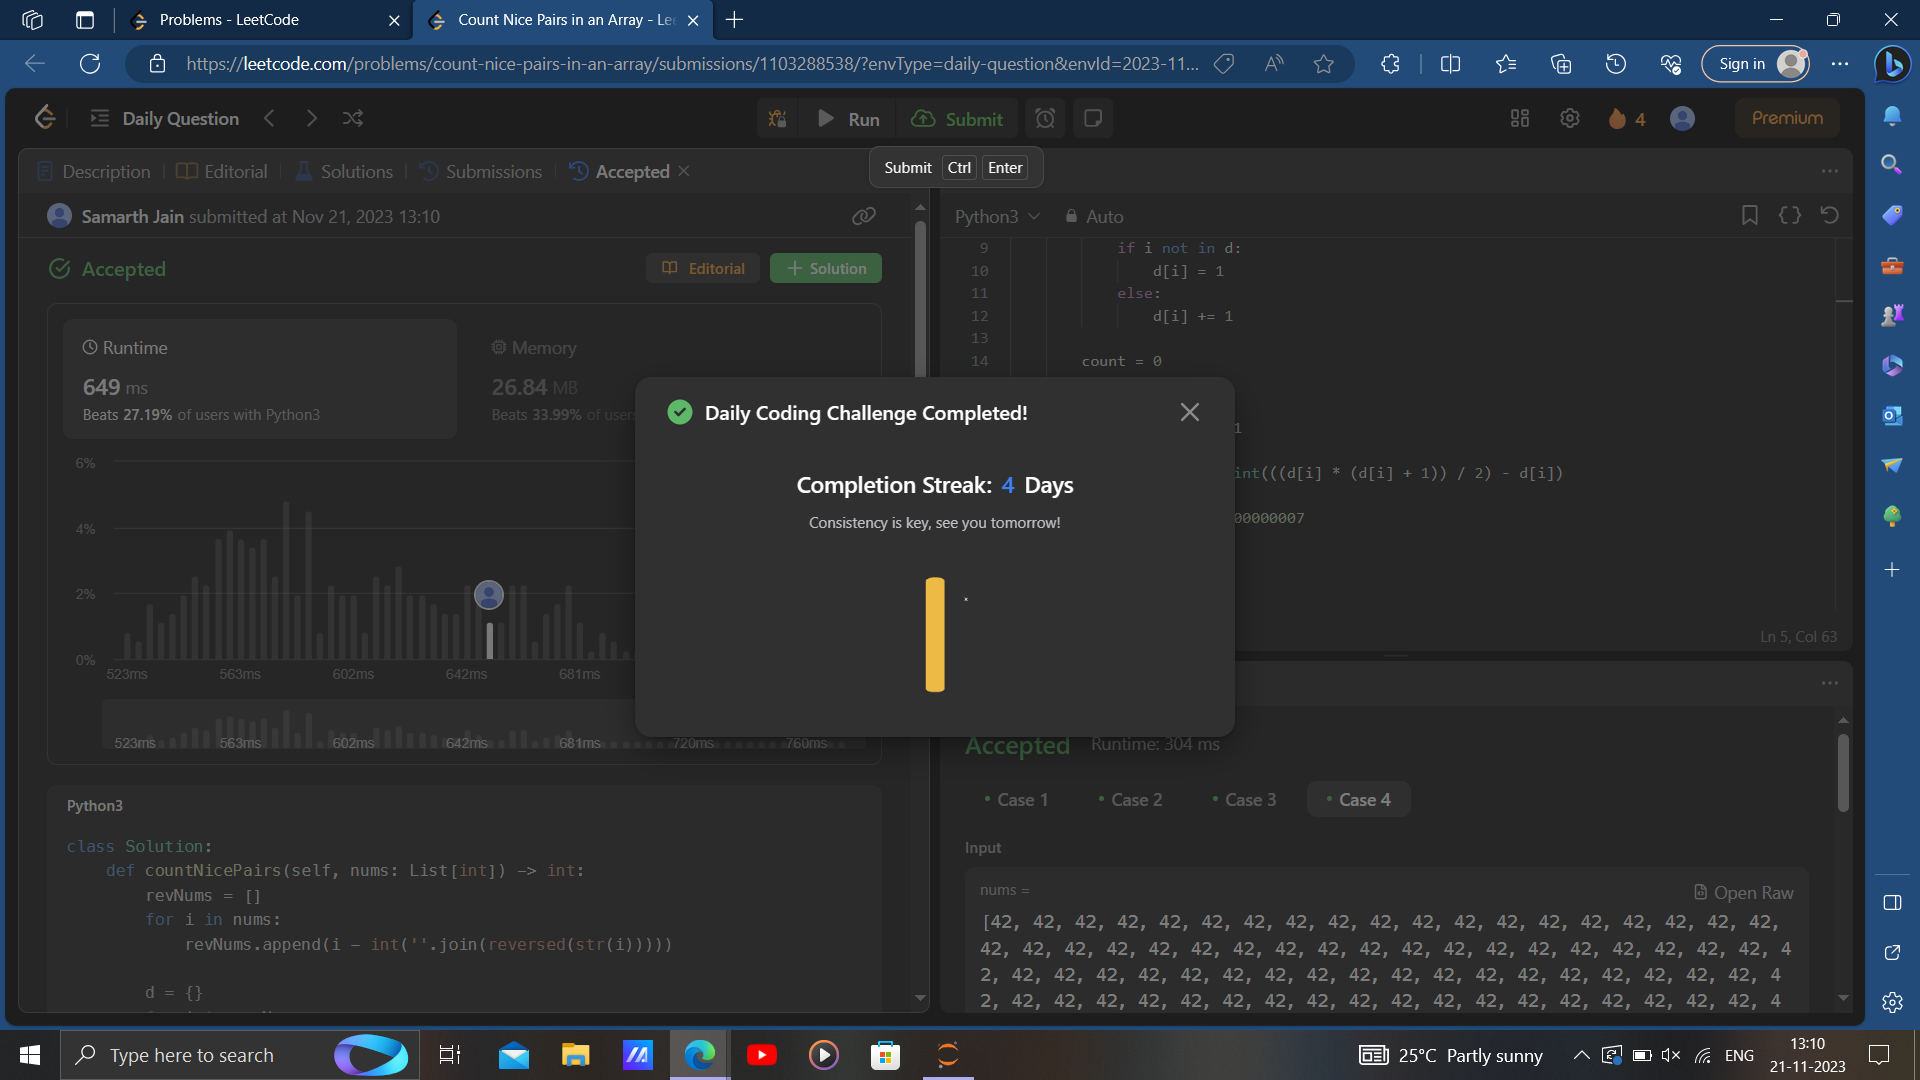 Problems - LeetCode
Count Nice Pairs in an Array - Le
https://leetcode.com/problems/count-nice-pairs-in-an-array/submissions/1103288538/?envType=daily-question&envId=2023-11...
Sign in
Daily Question
Run
Submit
4
Premium
Submit Ctrl Enter
Description
Editorial
Solutions
Submissions
Accepted
Samarth Jain submitted at Nov 21, 2023 13:10
Accepted
Editorial
+ Solution
Runtime
649 ms
Beats 27.19% of users with Python3
Memory
26.84 MB
Beats 33.99% of users
6%
4%
2%
0%
523ms 563ms 602ms 642ms 681ms
523ms 563ms 602ms 642ms 681ms 720ms 760ms
Python3
class Solution:
def countNicePairs(self, nums: List[int]) -> int:
revNums = []
for i in nums:
revNums.append(i - int(''.join(reversed(str(i)))))
d = {}
Python3
Auto
9 if i not in d:
10 d[i] = 1
11 else:
12 d[i] += 1
13
14 count = 0
1
int(((d[i] * (d[i] + 1)) / 2) - d[i])
00000007
Ln 5, Col 63
Daily Coding Challenge Completed!
Completion Streak: 4 Days
Consistency is key, see you tomorrow!
Accepted
Runtime: 304 ms
Case 1
Case 2
Case 3
Case 4
Input
nums =
Open Raw
[42, 42, 42, 42, 42, 42, 42, 42, 42, 42, 42, 42, 42, 42, 42, 42, 42, 42, 42,
42, 42, 42, 42, 42, 42, 42, 42, 42, 42, 42, 42, 42, 42, 42, 42, 42, 42, 42, 4
2, 42, 42, 42, 42, 42, 42, 42, 42, 42, 42, 42, 42, 42, 42, 42, 42, 42, 42, 4
2, 42, 42, 42, 42, 42, 42, 42, 42, 42, 42, 42, 42, 42, 42, 42, 42, 42, 42, 4
Type here to search
25°C Partly sunny
ENG
13:10
21-11-2023